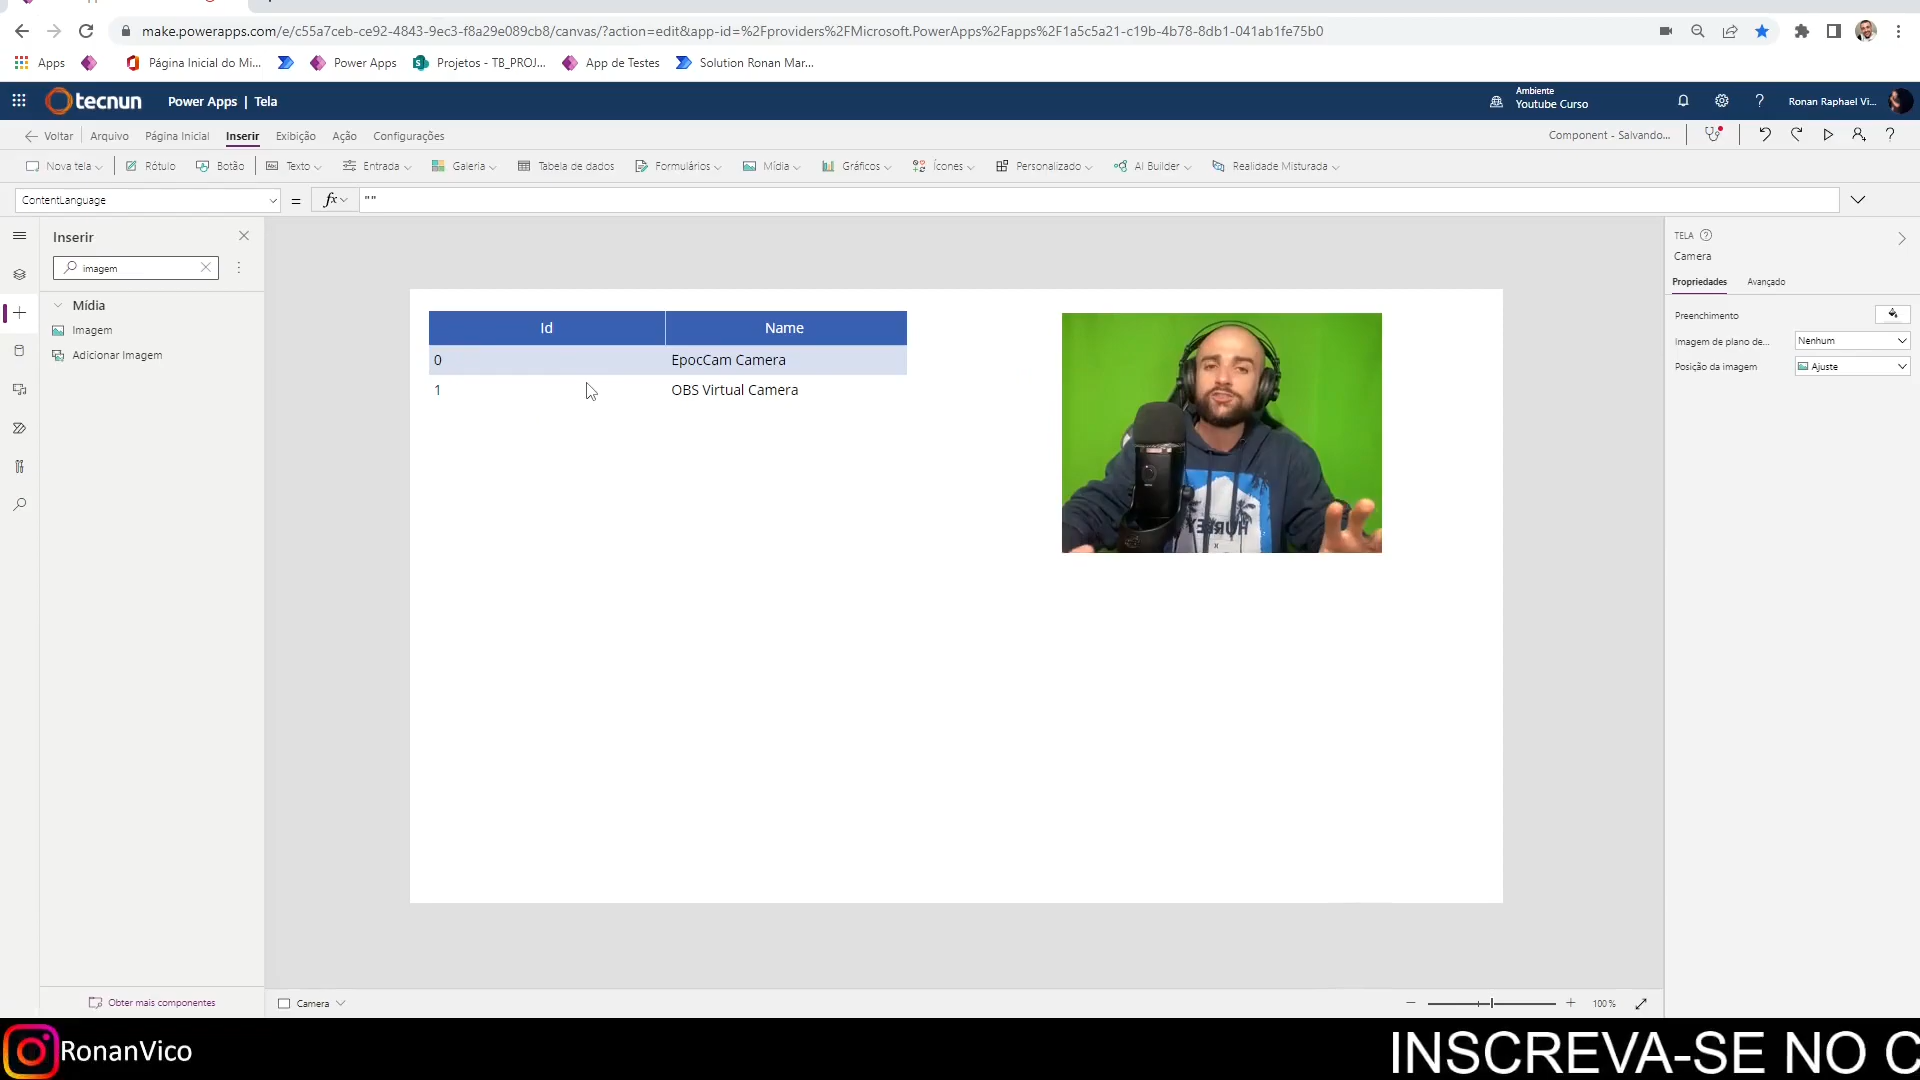 make.powerapps.com/e/c55a7ceb-ce92-4843-9ec3-f8a29e089cb8/canvas/?action=edit&app-id=%2Fproviders%2FMicrosoft.PowerApps%2Fapps%2F1a5c5a21-c19b-4b78-8db1-041ab1fe75b0
Apps
Página Inicial do Mi...
Power Apps
Projetos - TB_PROJ...
App de Testes
Solution Ronan Mar...
tecnun
Power Apps | Tela
Ambiente
Youtube Curso
?
Ronan Raphael Vi...
Voltar
Arquivo
Página Inicial
Inserir
Exibição
Ação
Configurações
Component - Salvando...
?
Nova tela
Rótulo
Botão
Texto
Entrada
Galeria
Tabela de dados
Formulários
Mídia
Gráficos
Ícones
Personalizado
AI Builder
Realidade Misturada
ContentLanguage
=
fx
""
Inserir
imagem
Mídia
Imagem
Adicionar Imagem
Id
Name
0
EpocCam Camera
1
OBS Virtual Camera
HURLEY
TELA
Camera
Propriedades
Avançado
Preenchimento
Imagem de plano de...
Nenhum
Posição da imagem
Ajuste
Obter mais componentes
Camera
100 %
RonanVico
INSCREVA-SE NO C